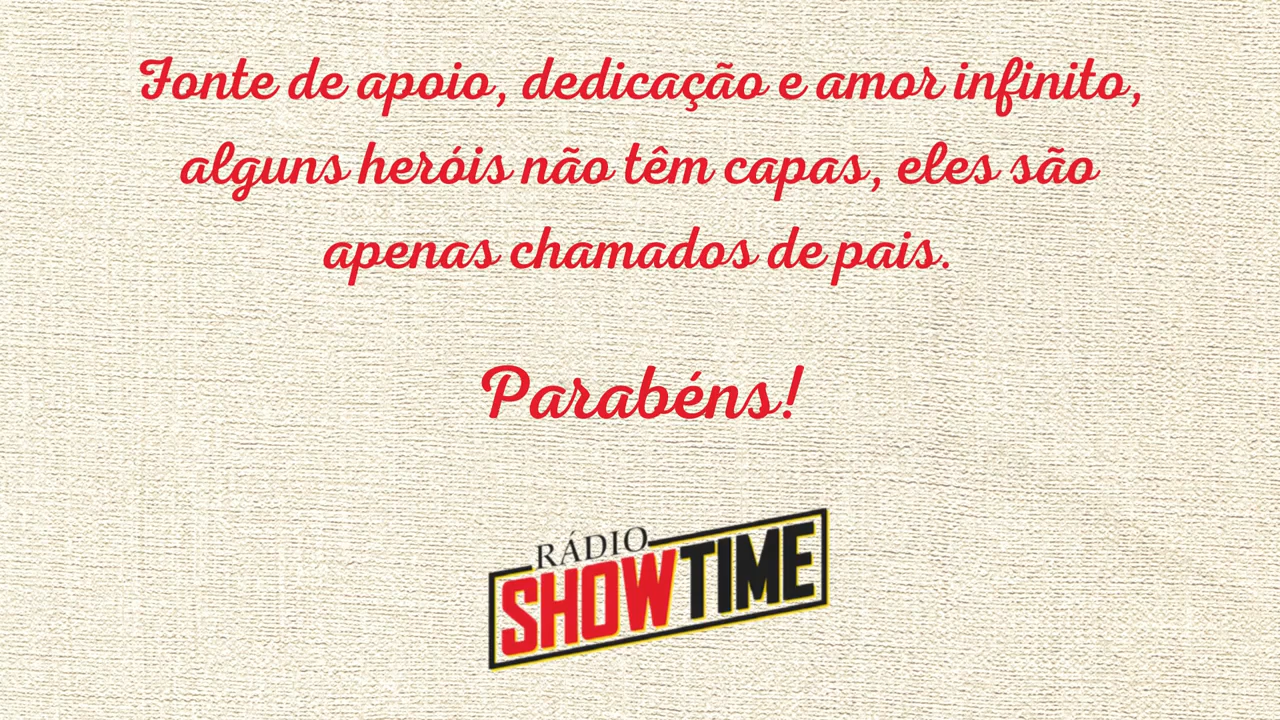 Fonte de apoio, dedicação e amor infinito,
alguns heróis não têm capas, eles são
apenas chamados de pais.
Parabéns!
RÁDIO
SHOWTIME